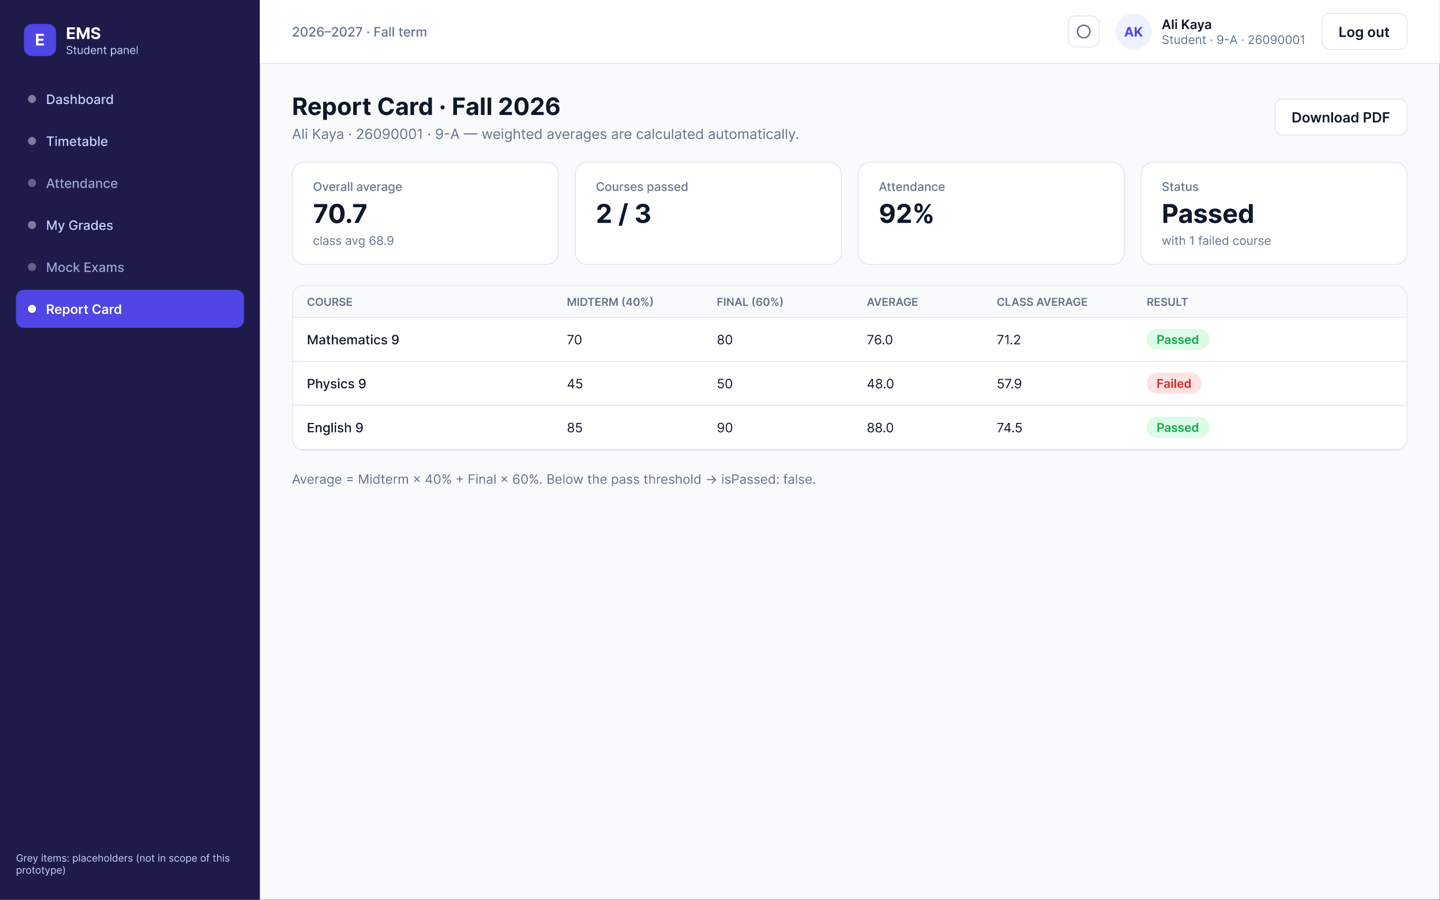 E
EMS
Student panel
Dashboard
Timetable
Attendance
My Grades
Mock Exams
Report Card
Grey items: placeholders (not in scope of this
prototype)
2026–2027 · Fall term
AK
Ali Kaya
Student · 9-A · 26090001
Log out
Report Card · Fall 2026
Ali Kaya · 26090001 · 9-A — weighted averages are calculated automatically.
Download PDF
Overall average
70.7
class avg 68.9
Courses passed
2 / 3
Attendance
92%
Status
Passed
with 1 failed course
COURSE MIDTERM (40%) FINAL (60%) AVERAGE CLASS AVERAGE RESULT
Mathematics 9 70 80 76.0 71.2 Passed
Physics 9 45 50 48.0 57.9 Failed
English 9 85 90 88.0 74.5 Passed
Average = Midterm × 40% + Final × 60%. Below the pass threshold → isPassed: false.